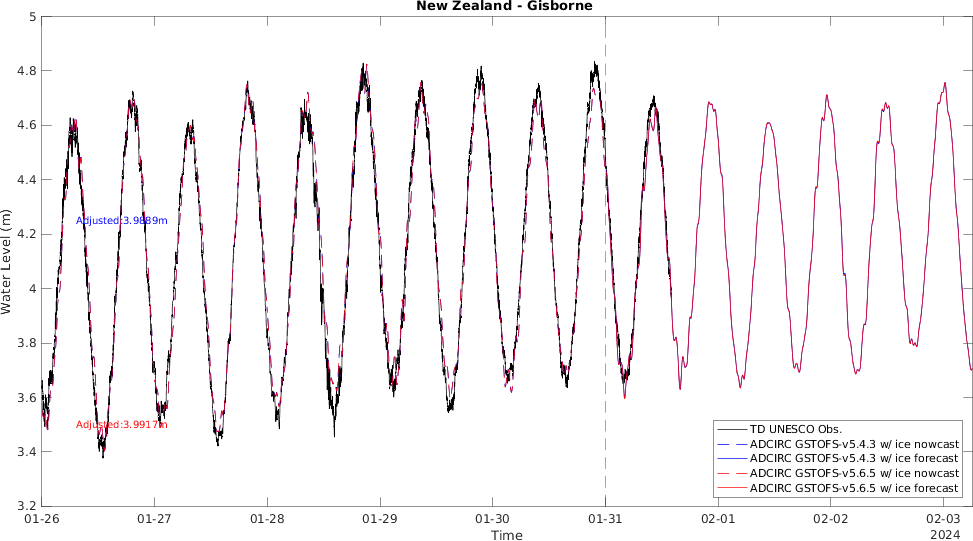 New Zealand - Gisborne
5
4.8
4.6
4.4
4.2
4
3.8
3.6
3.4
3.2
Water Level (m)
Adjusted:3.9889m
Adjusted:3.9917m
TD UNESCO Obs.
ADCIRC GSTOFS-v5.4.3 w/ ice nowcast
ADCIRC GSTOFS-v5.4.3 w/ ice forecast
ADCIRC GSTOFS-v5.6.5 w/ ice nowcast
ADCIRC GSTOFS-v5.6.5 w/ ice forecast
01-26 01-27 01-28 01-29 01-30 01-31 02-01 02-02 02-03
Time
2024